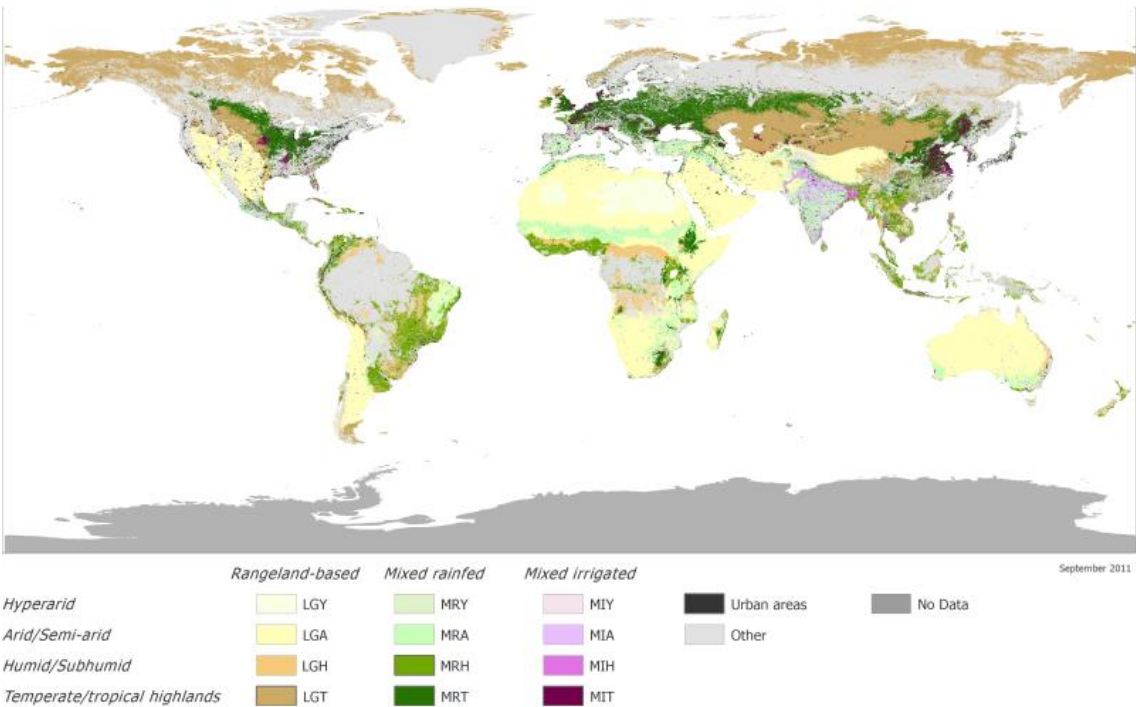 September 2011
Rangeland-based Mixed rainfed Mixed irrigated
Hyperarid LGY MRY MIY Urban areas No Data
Arid/Semi-arid LGA MRA MIA Other
Humid/Subhumid LGH MRH MIH
Temperate/tropical highlands LGT MRT MIT